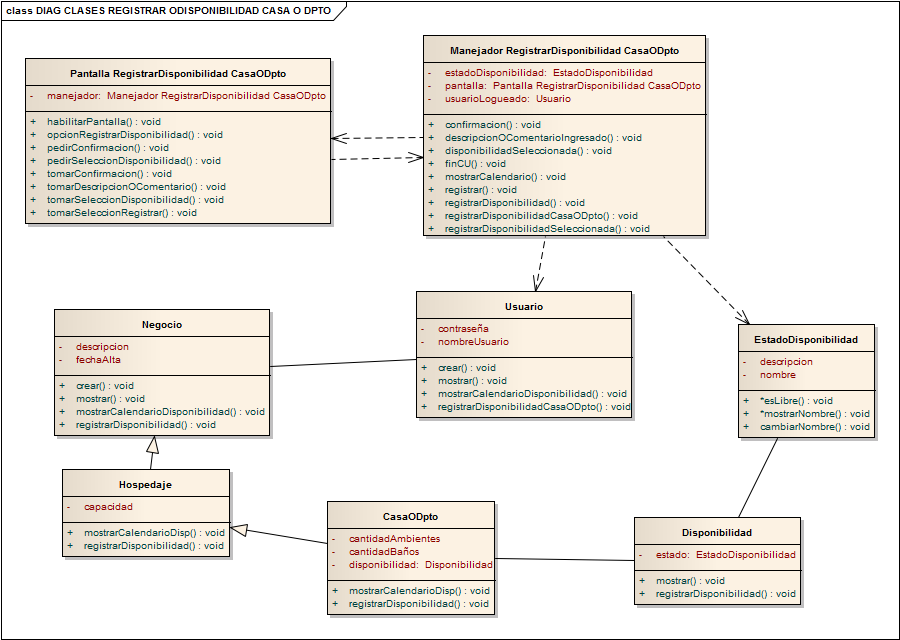 class DIAG CLASES REGISTRAR ODISPONIBILIDAD CASA O DPTO
Pantalla RegistrarDisponibilidad CasaODpto
- manejador: Manejador RegistrarDisponibilidad CasaODpto
+ habilitarPantalla() : void
+ opcionRegistrarDisponibilidad() : void
+ pedirConfirmacion() : void
+ pedirSeleccionDisponibilidad() : void
+ tomarConfirmacion() : void
+ tomarDescripcionOComentario() : void
+ tomarSeleccionDisponibilidad() : void
+ tomarSeleccionRegistrar() : void
Manejador RegistrarDisponibilidad CasaODpto
- estadoDisponibilidad: EstadoDisponibilidad
- pantalla: Pantalla RegistrarDisponibilidad CasaODpto
- usuarioLogueado: Usuario
+ confirmacion() : void
+ descripcionOComentarioIngresado() : void
+ disponibilidadSeleccionada() : void
+ finCU() : void
+ mostrarCalendario() : void
+ registrar() : void
+ registrarDisponibilidad() : void
+ registrarDisponibilidadCasaODpto() : void
+ registrarDisponibilidadSeleccionada() : void
Negocio
- descripcion
- fechaAlta
+ crear() : void
+ mostrar() : void
+ mostrarCalendarioDisponibilidad() : void
+ registrarDisponibilidad() : void
Usuario
- contraseña
- nombreUsuario
+ crear() : void
+ mostrar() : void
+ mostrarCalendarioDisponibilidad() : void
+ registrarDisponibilidadCasaODpto() : void
EstadoDisponibilidad
- descripcion
- nombre
+ *esLibre() : void
+ *mostrarNombre() : void
+ cambiarNombre() : void
Hospedaje
- capacidad
+ mostrarCalendarioDisp() : void
+ registrarDisponibilidad() : void
CasaODpto
- cantidadAmbientes
- cantidadBaños
- disponibilidad: Disponibilidad
+ mostrarCalendarioDisp() : void
+ registrarDisponibilidad() : void
Disponibilidad
- estado: EstadoDisponibilidad
+ mostrar() : void
+ registrarDisponibilidad() : void